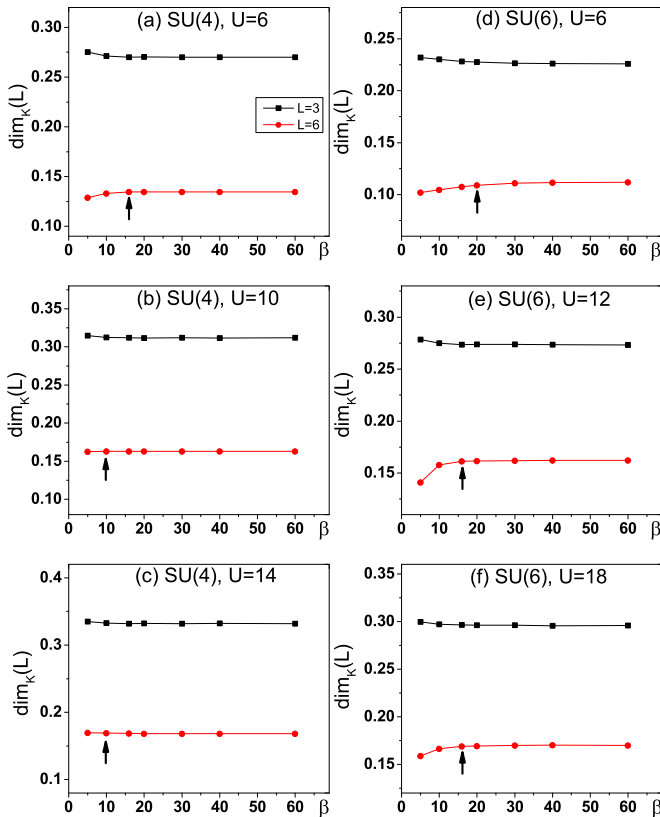 (a) SU(4), U=6
dim_K(L)
0.30
0.25
0.20
0.15
0.10
L=3
L=6
0 10 20 30 40 50 60 β
(d) SU(6), U=6
dim_K(L)
0.25
0.20
0.15
0.10
0 10 20 30 40 50 60 β
(b) SU(4), U=10
dim_K(L)
0.35
0.30
0.25
0.20
0.15
0.10
0 10 20 30 40 50 60 β
(e) SU(6), U=12
dim_K(L)
0.30
0.25
0.20
0.15
0 10 20 30 40 50 60 β
(c) SU(4), U=14
dim_K(L)
0.4
0.3
0.2
0.1
0 10 20 30 40 50 60 β
(f) SU(6), U=18
dim_K(L)
0.35
0.30
0.25
0.20
0.15
0 10 20 30 40 50 60 β